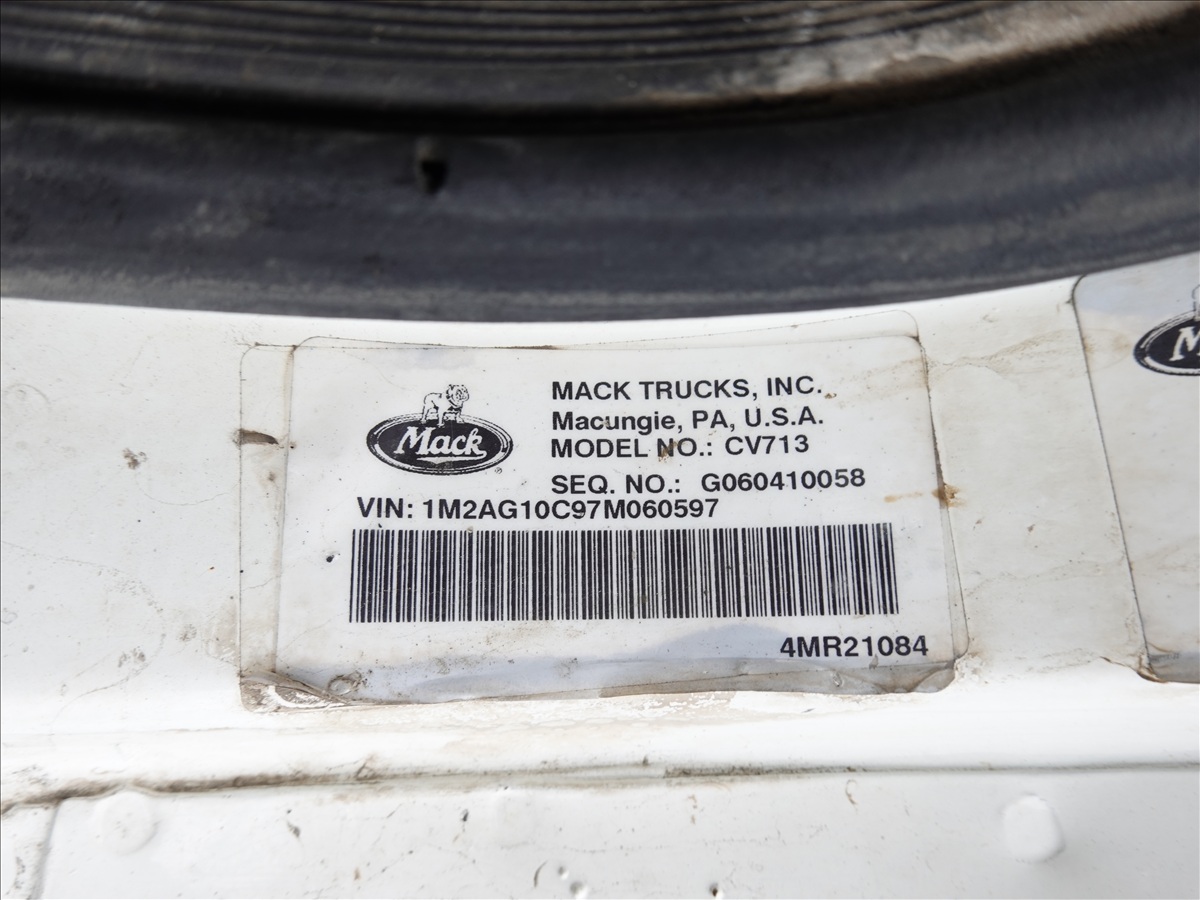 Mack
®
MACK TRUCKS, INC.
Macungie, PA, U.S.A.
MODEL NO.: CV713
SEQ. NO.: G060410058
VIN: 1M2AG10C97M060597
4MR21084
M